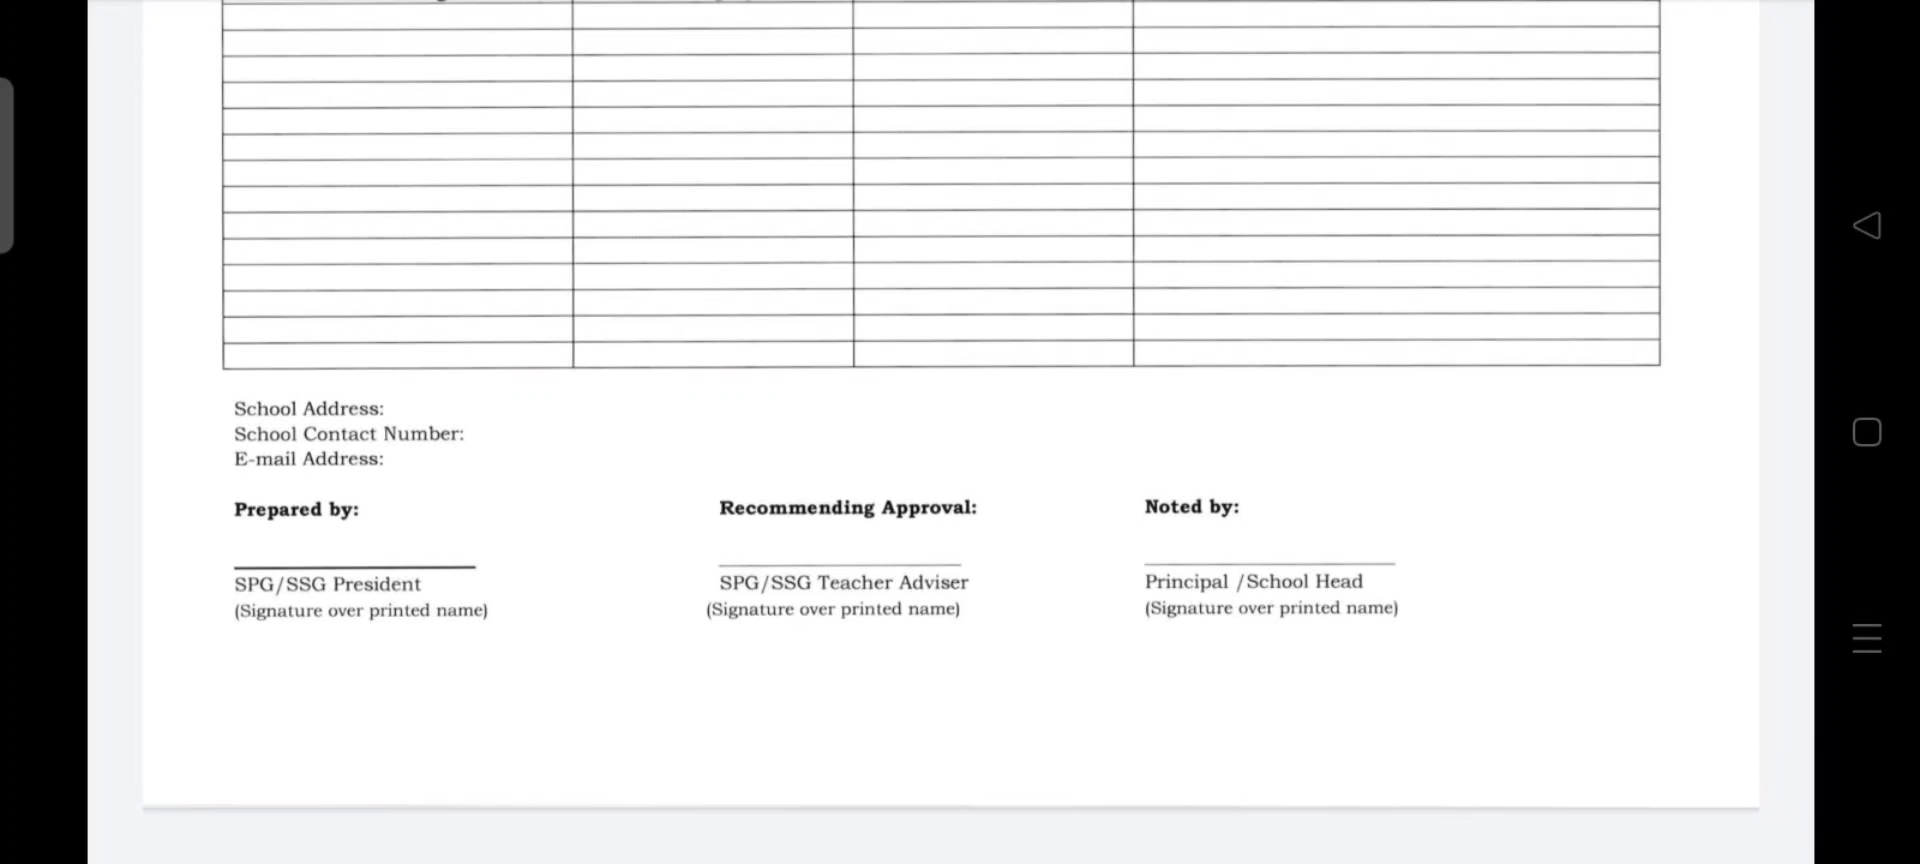 School Address:
School Contact Number:
E-mail Address:
Prepared by: Recommending Approval: Noted by:
SPG/SSG President SPG/SSG Teacher Adviser Principal /School Head
(Signature over printed name) (Signature over printed name) (Signature over printed name)